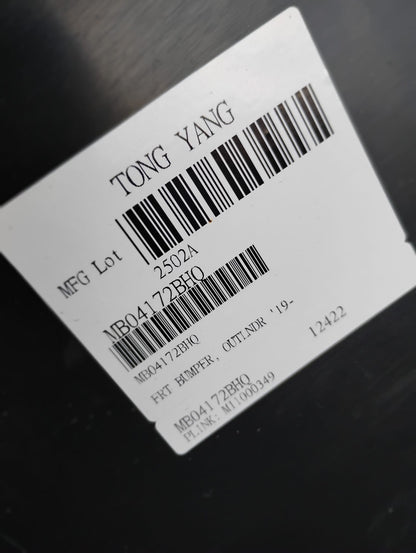 TONG YANG
MFG Lot
2502A
MB04172BHQ
MB04172BHQ
FRT BUMPER, OUTLNDR '19-
12422
MB04172BHQ
PLINK: MI1000349